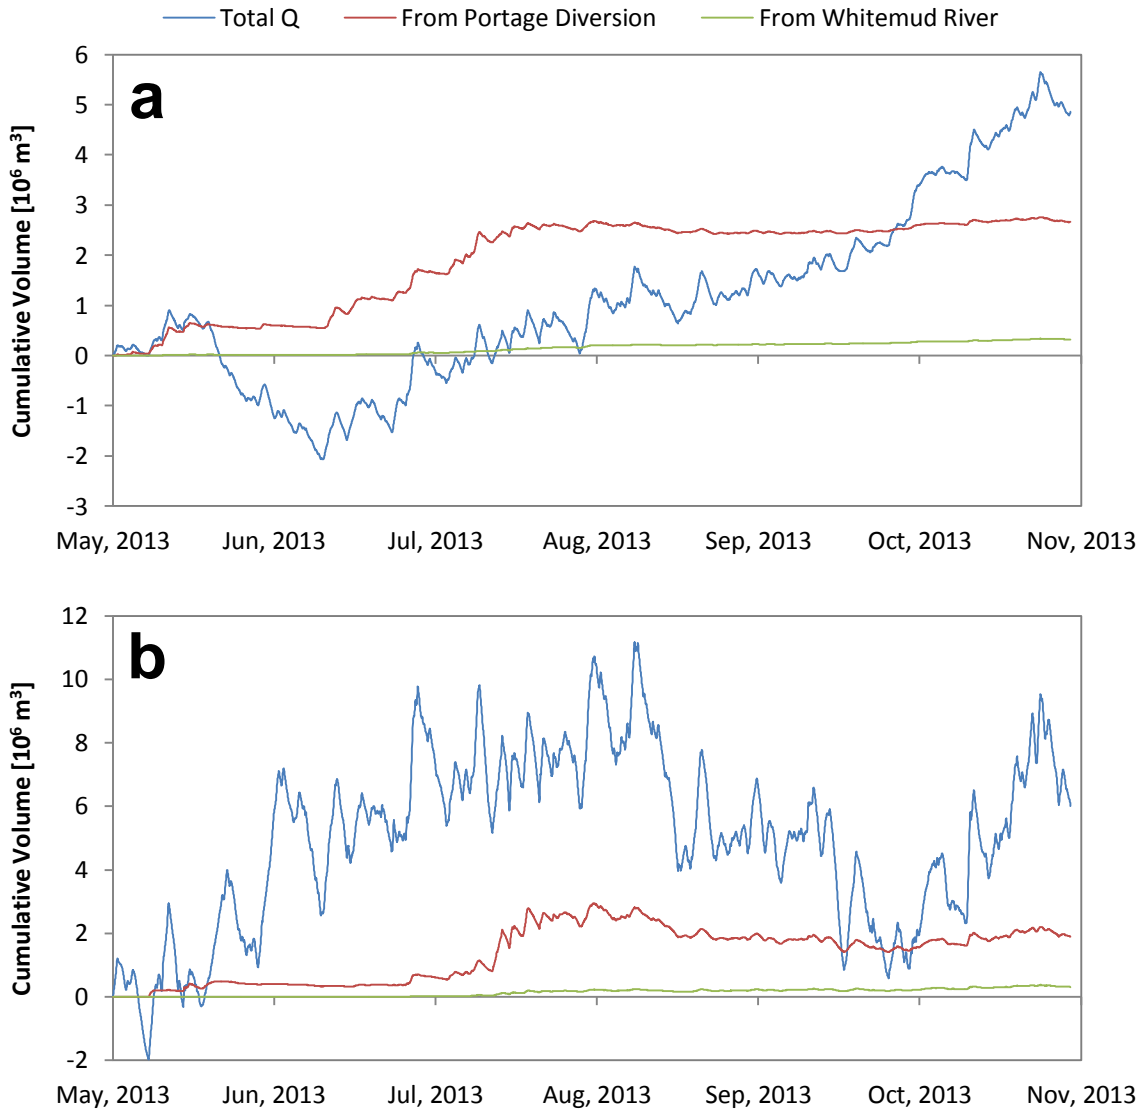 Total Q From Portage Diversion From Whitemud River
a
Cumulative Volume [10⁶ m³]
6
5
4
3
2
1
0
-1
-2
-3
May, 2013 Jun, 2013 Jul, 2013 Aug, 2013 Sep, 2013 Oct, 2013 Nov, 2013
b
Cumulative Volume [10⁶ m³]
12
10
8
6
4
2
0
-2
May, 2013 Jun, 2013 Jul, 2013 Aug, 2013 Sep, 2013 Oct, 2013 Nov, 2013